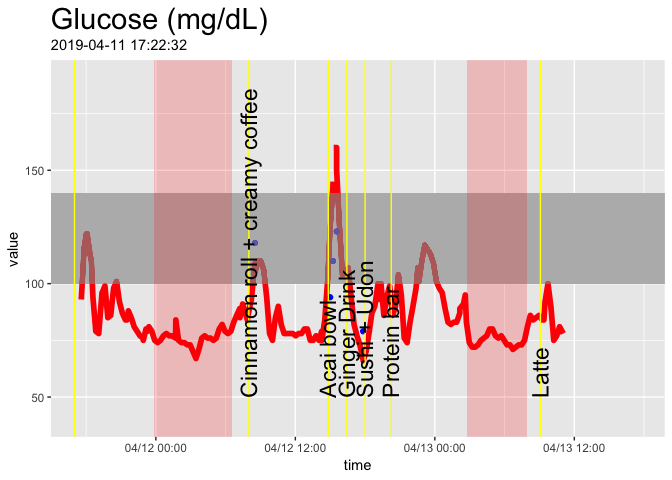 Glucose (mg/dL)
2019-04-11 17:22:32
value
150
100
50
Cinnamon roll + creamy coffee
Acai bowl
Ginger Drink
Sushi + Udon
Protein bar
Latte
04/12 00:00
04/12 12:00
04/13 00:00
04/13 12:00
time